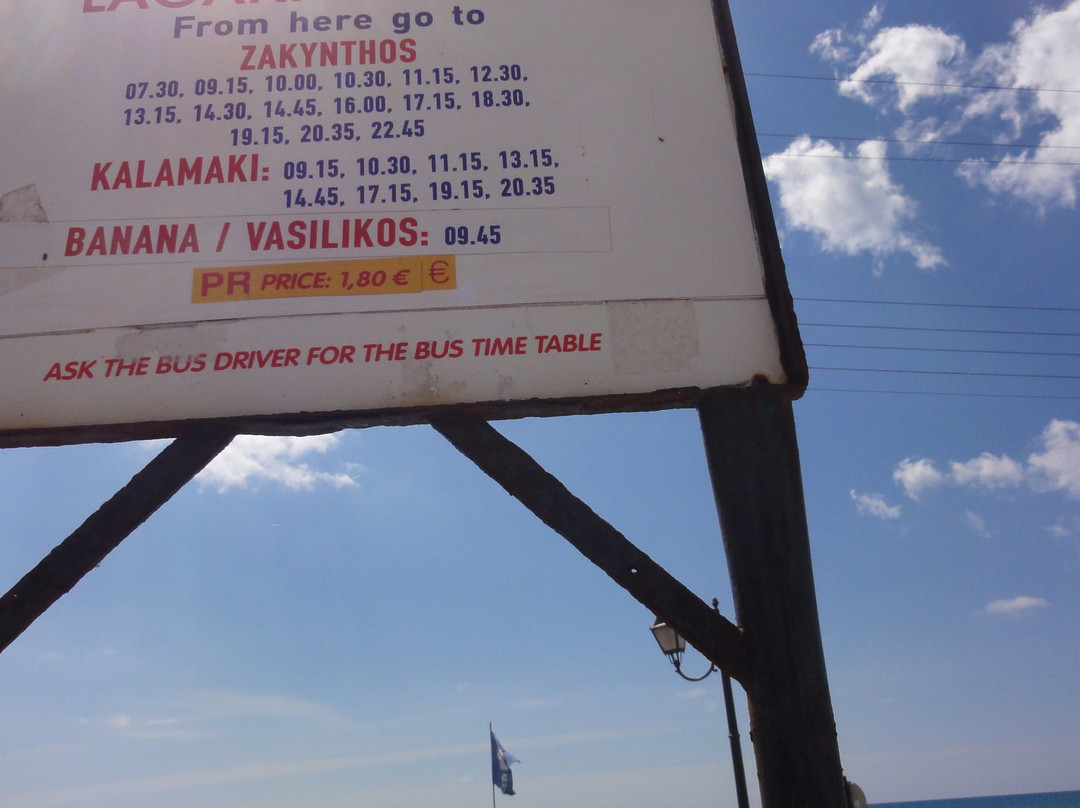 From here go to
ZAKYNTHOS
07.30, 09.15, 10.00, 10.30, 11.15, 12.30,
13.15, 14.30, 14.45, 16.00, 17.15, 18.30,
19.15, 20.35, 22.45
KALAMAKI: 09.15, 10.30, 11.15, 13.15,
14.45, 17.15, 19.15, 20.35
BANANA / VASILIKOS: 09.45
PR PRICE: 1,80 € €
ASK THE BUS DRIVER FOR THE BUS TIME TABLE